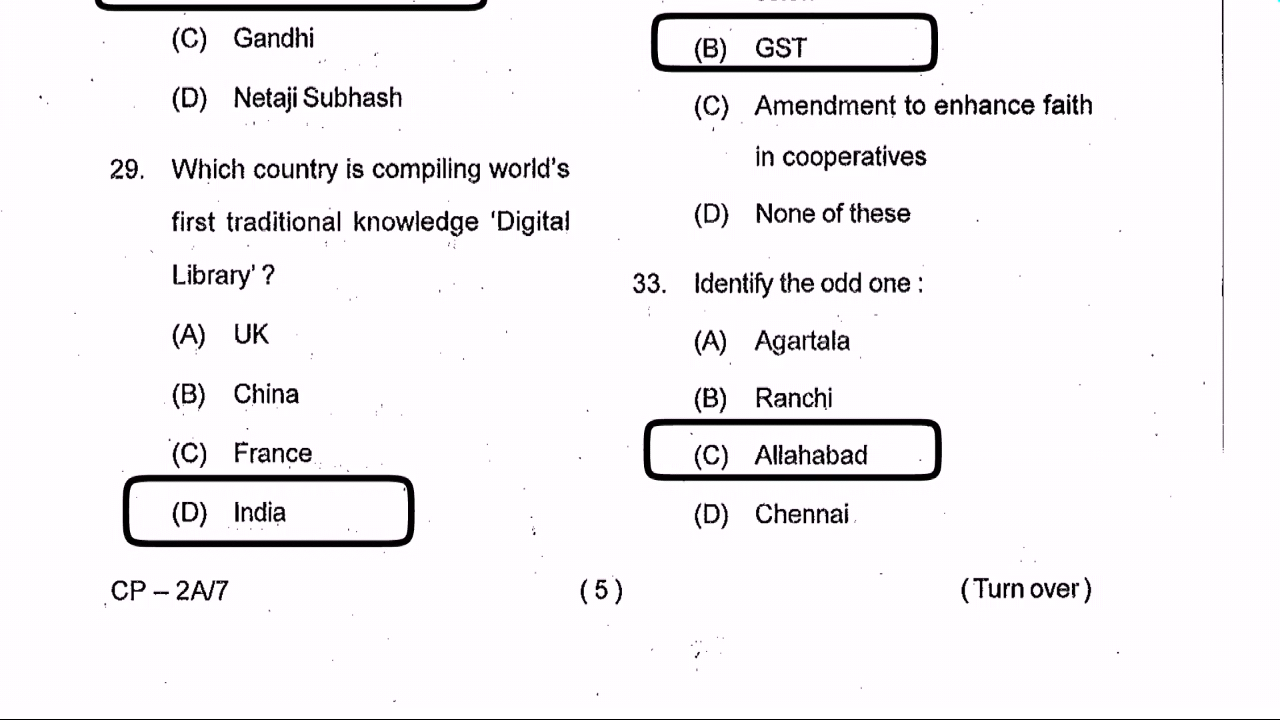 (C) Gandhi
(D) Netaji Subhash
29. Which country is compiling world's
first traditional knowledge 'Digital
Library' ?
(A) UK
(B) China
(C) France
(D) India
(B) GST
(C) Amendment to enhance faith
in cooperatives
(D) None of these
33. Identify the odd one :
(A) Agartala
(B) Ranchi
(C) Allahabad
(D) Chennai
CP – 2A/7 ( 5 ) ( Turn over )